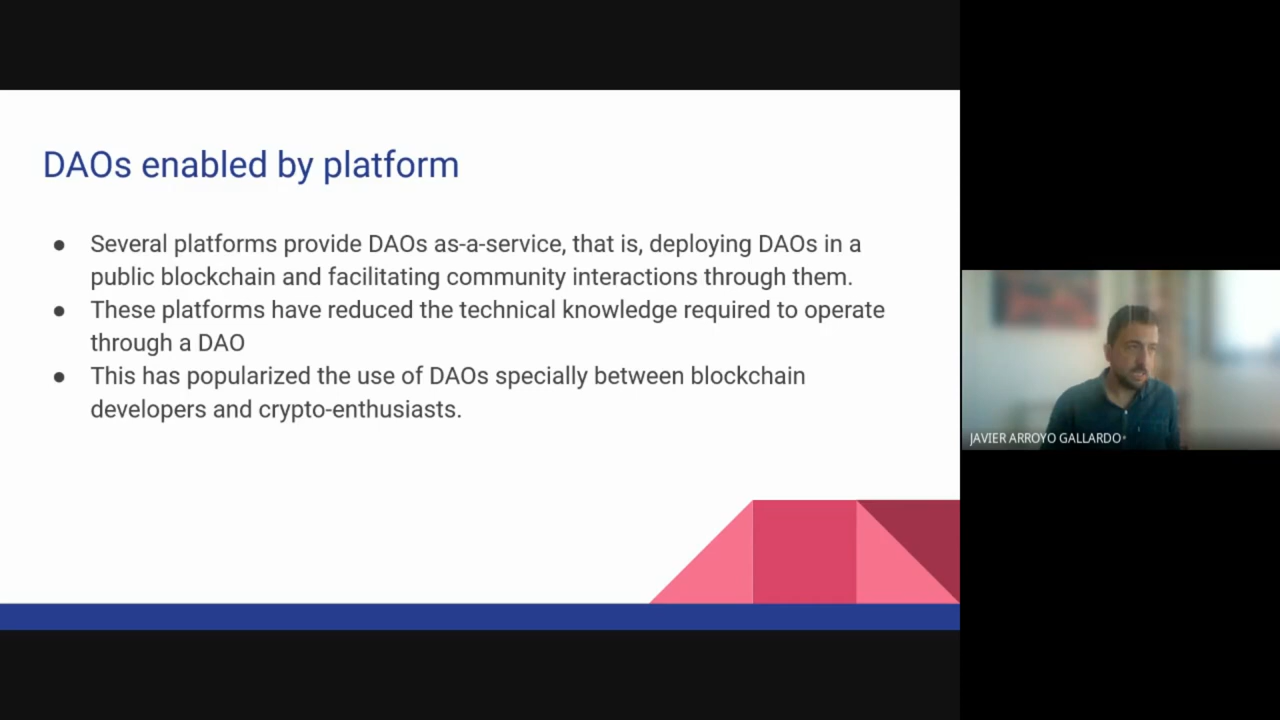 DAOs enabled by platform
● Several platforms provide DAOs as-a-service, that is, deploying DAOs in a
public blockchain and facilitating community interactions through them.
● These platforms have reduced the technical knowledge required to operate
through a DAO
● This has popularized the use of DAOs specially between blockchain
developers and crypto-enthusiasts.
JAVIER ARROYO GALLARDO